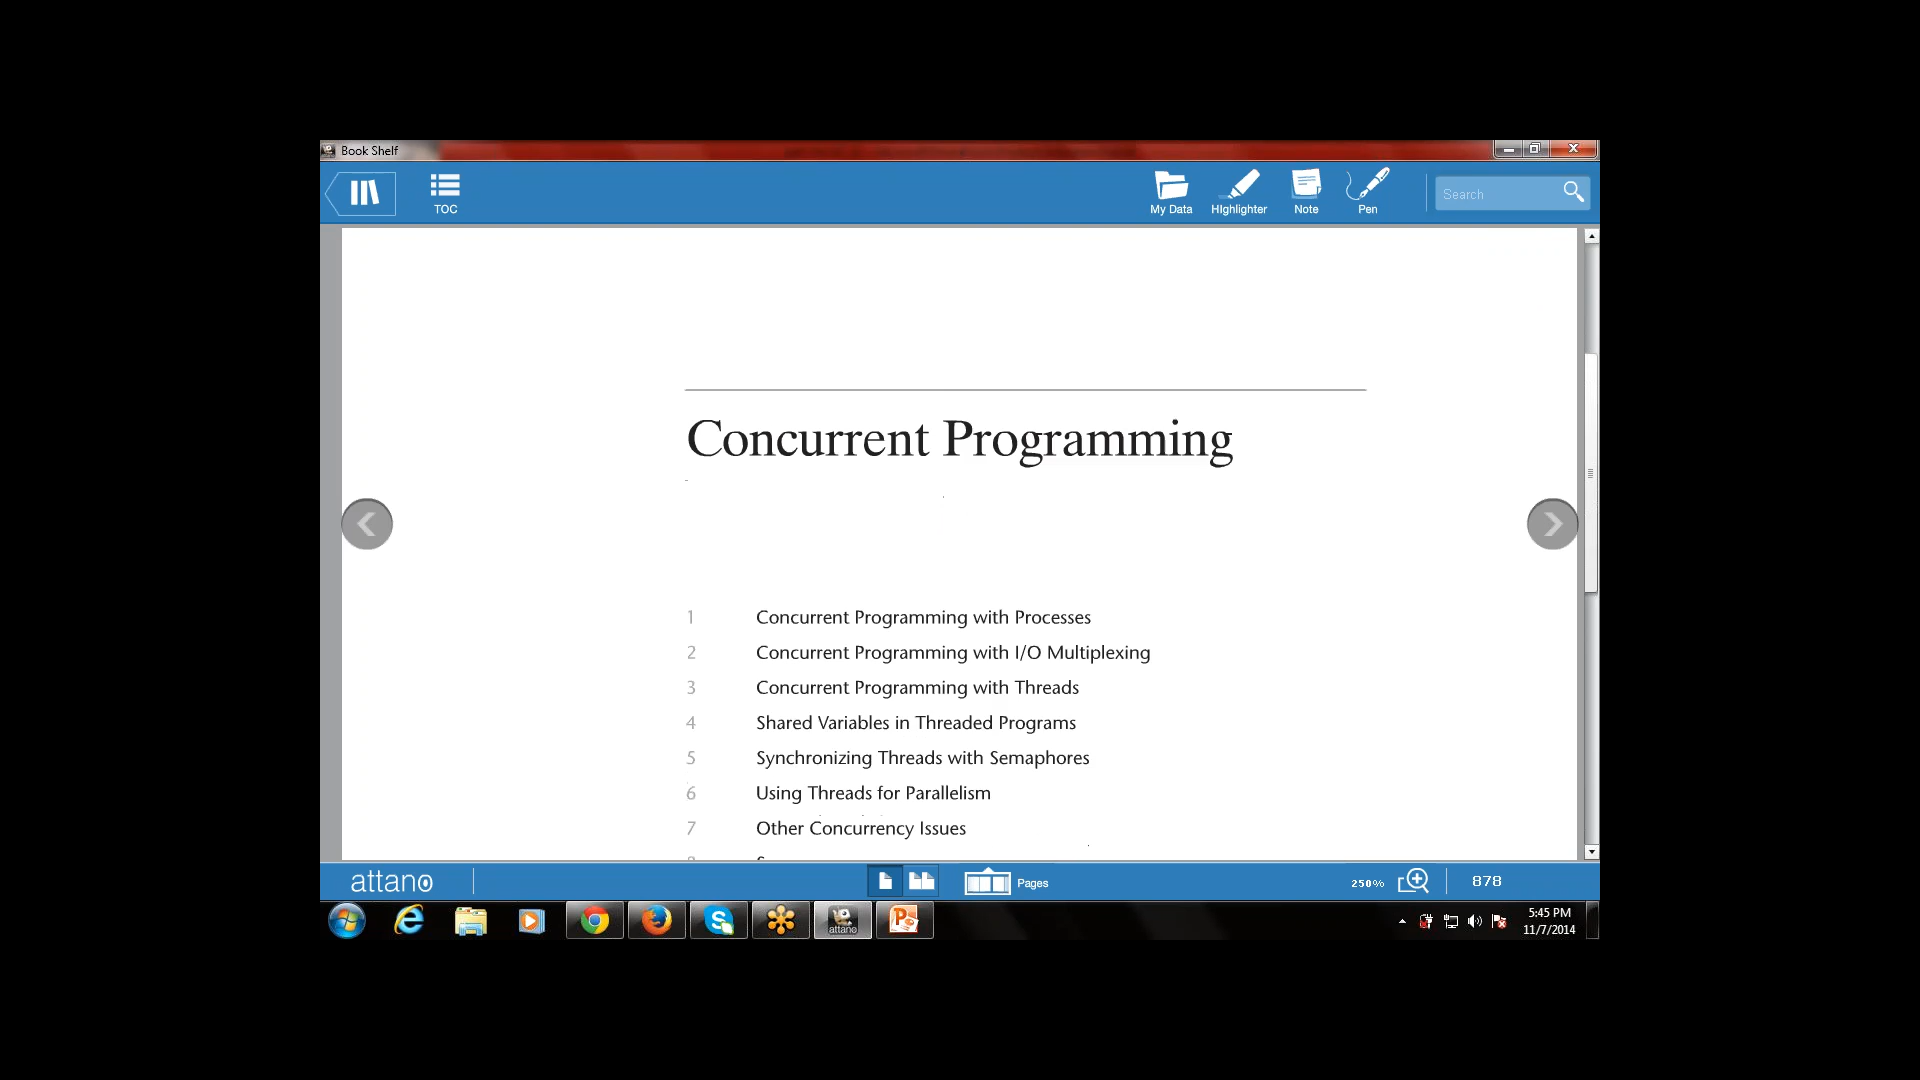 Book Shelf
TOC
My Data
HIghlighter
Note
Pen
Search
Concurrent Programming
1 Concurrent Programming with Processes
2 Concurrent Programming with I/O Multiplexing
3 Concurrent Programming with Threads
4 Shared Variables in Threaded Programs
5 Synchronizing Threads with Semaphores
6 Using Threads for Parallelism
7 Other Concurrency Issues
attano
Pages
250%
878
attano
5:45 PM
11/7/2014